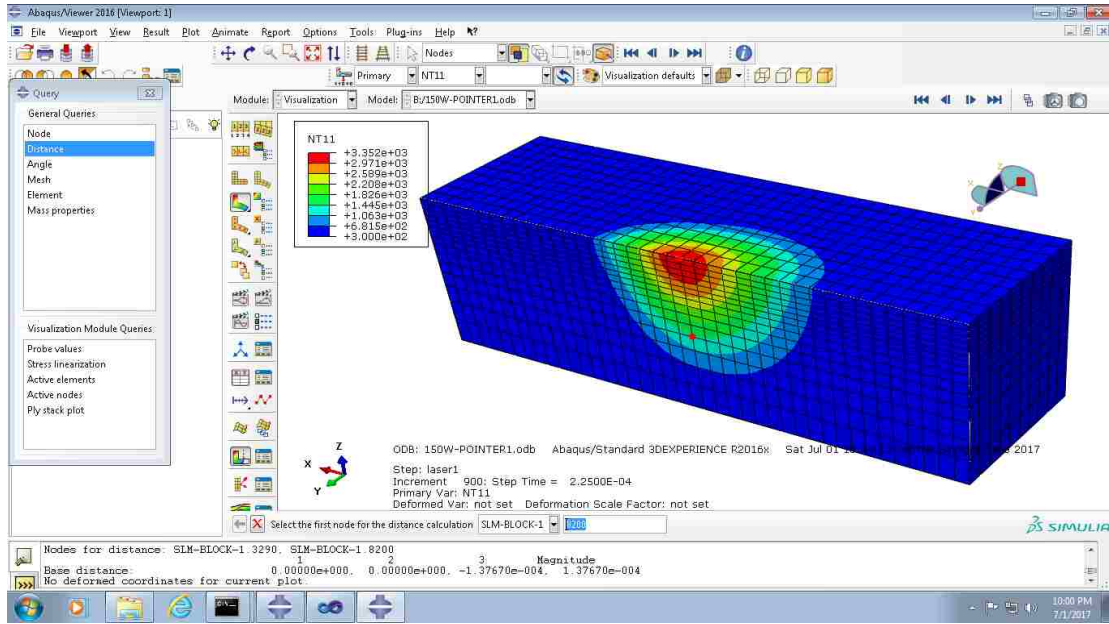 Abaqus/Viewer 2016 [Viewport: 1]
File Viewport View Result Plot Animate Report Options Tools Plug-ins Help
Nodes
Primary NT11 Visualization defaults
Query
Module: Visualization Model: B:/150W-POINTER1.odb
General Queries
Node
Distance
Angle
Mesh
Element
Mass properties
Visualization Module Queries
Probe values
Stress linearization
Active elements
Active nodes
Ply stack plot
NT11
+3.352e+03
+2.971e+03
+2.589e+03
+2.208e+03
+1.826e+03
+1.445e+03
+1.063e+03
+6.815e+02
+3.000e+02
X
Y
Z
Z
X
Y
ODB: 150W-POINTER1.odb Abaqus/Standard 3DEXPERIENCE R2016x Sat Jul 01 2017
Step: laser1
Increment 900: Step Time = 2.2500E-04
Primary Var: NT11
Deformed Var: not set Deformation Scale Factor: not set
Select the first node for the distance calculation SLM-BLOCK-1
SIMULIA
Nodes for distance: SLM-BLOCK-1.3290, SLM-BLOCK-1.8200
1 2 3 Magnitude
Base distance: 0.00000e+000, 0.00000e+000, -1.37670e-004, 1.37670e-004
No deformed coordinates for current plot.
10:00 PM
7/1/2017